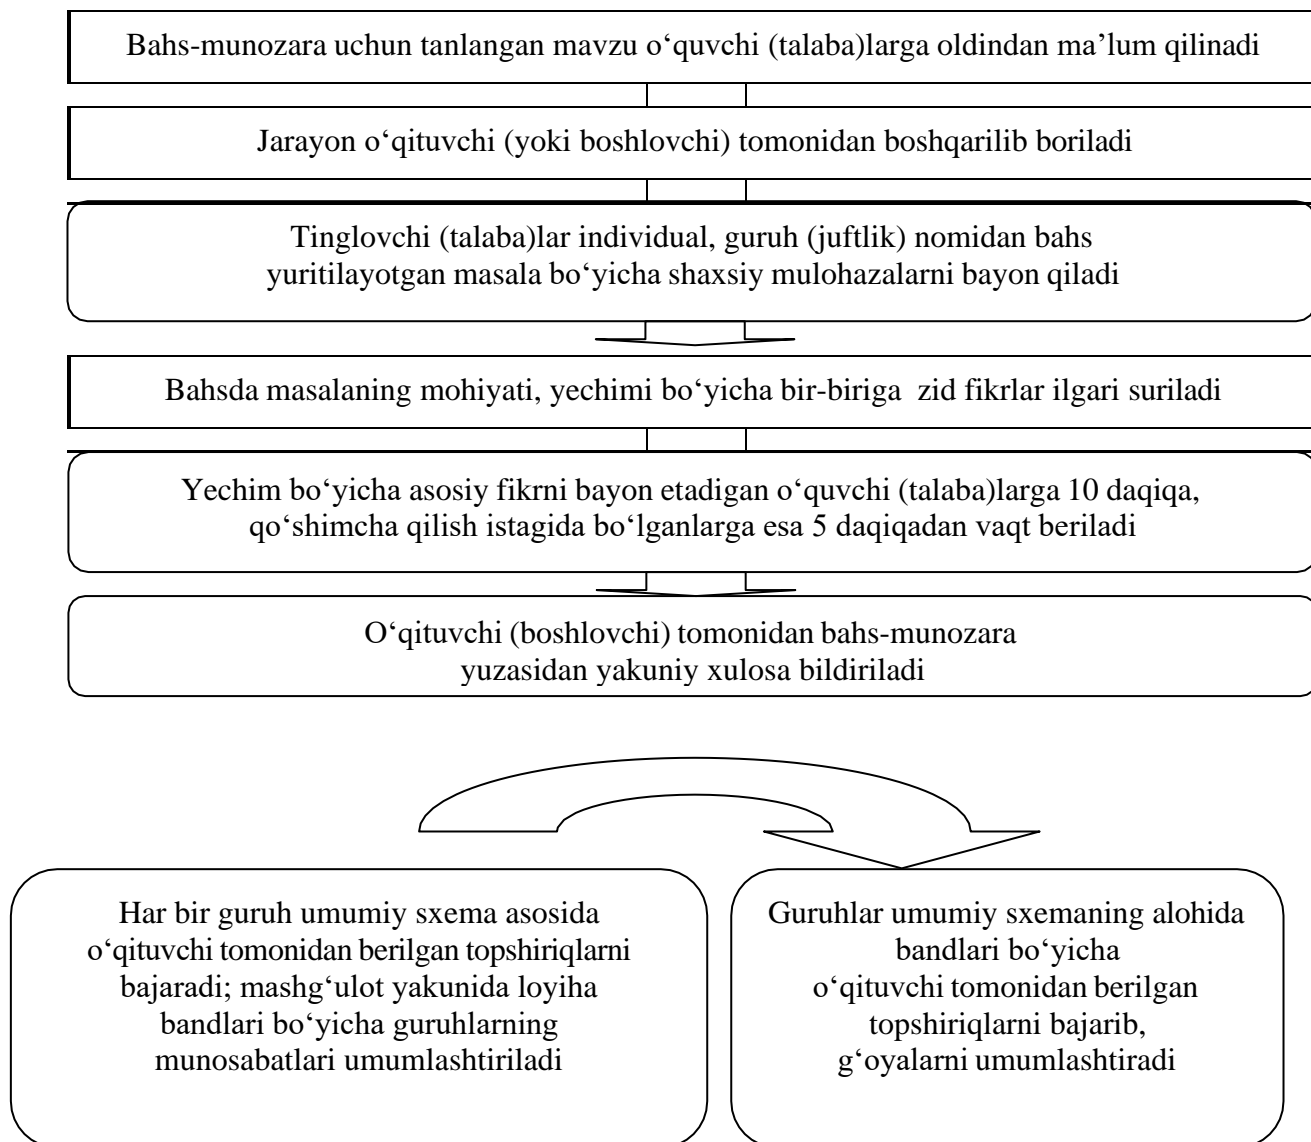 Bahs-munozara uchun tanlangan mavzu o‘quvchi (talaba)larga oldindan ma’lum qilinadi
Jarayon o‘qituvchi (yoki boshlovchi) tomonidan boshqarilib boriladi
Tinglovchi (talaba)lar individual, guruh (juftlik) nomidan bahs
yuritilayotgan masala bo‘yicha shaxsiy mulohazalarni bayon qiladi
Bahsda masalaning mohiyati, yechimi bo‘yicha bir-biriga zid fikrlar ilgari suriladi
Yechim bo‘yicha asosiy fikrni bayon etadigan o‘quvchi (talaba)larga 10 daqiqa,
qo‘shimcha qilish istagida bo‘lganlarga esa 5 daqiqadan vaqt beriladi
O‘qituvchi (boshlovchi) tomonidan bahs-munozara
yuzasidan yakuniy xulosa bildiriladi
Har bir guruh umumiy sxema asosida
o‘qituvchi tomonidan berilgan topshiriqlarni
bajaradi; mashg‘ulot yakunida loyiha
bandlari bo‘yicha guruhlarning
munosabatlari umumlashtiriladi
Guruhlar umumiy sxemaning alohida
bandlari bo‘yicha
o‘qituvchi tomonidan berilgan
topshiriqlarni bajarib,
g‘oyalarni umumlashtiradi